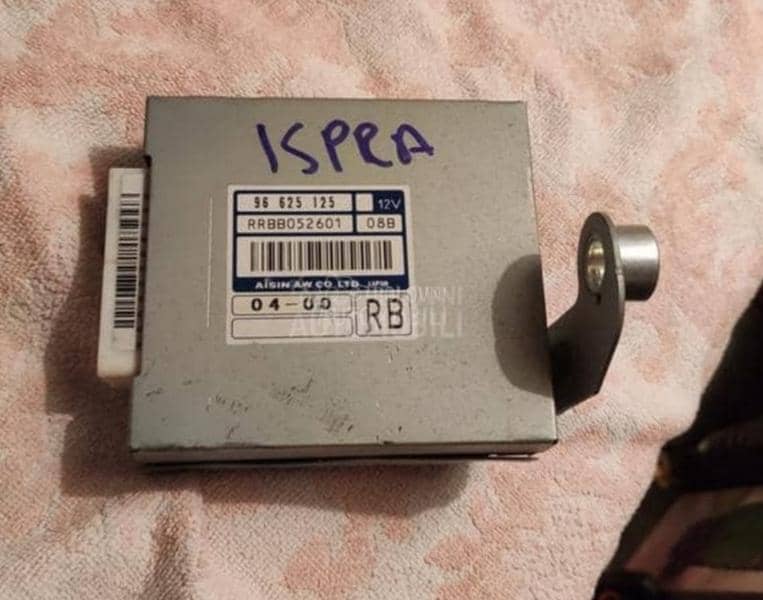 ISPRA
96 625 125 12V
RRBB052601 08B
AISIN AW CO.,LTD.
04-00 RB